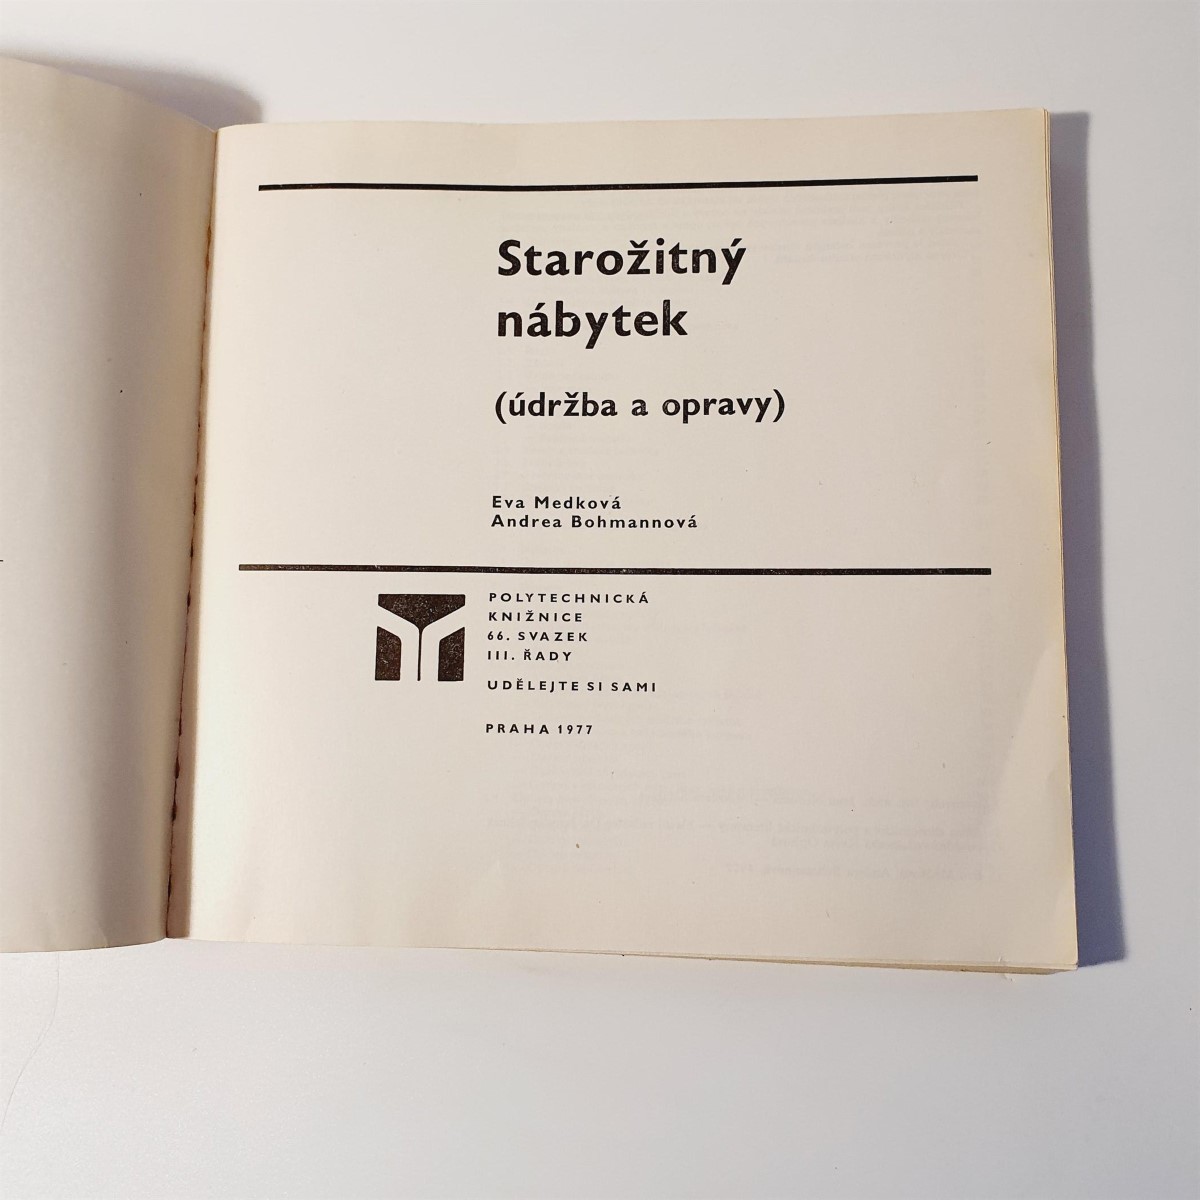 Starožitný
nábytek
(údržba a opravy)
Eva Medková
Andrea Bohmannová
POLYTECHNICKÁ
KNIŽNICE
66. SVAZEK
III. ŘADY
UDĚLEJTE SI SAMI
PRAHA 1977